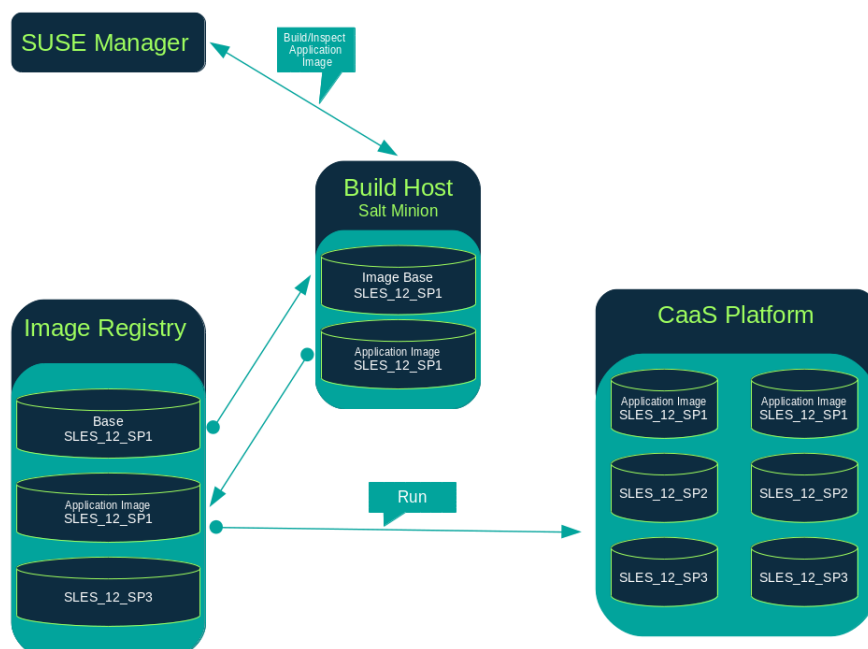 SUSE Manager
Build/Inspect
Application
Image
Build Host
Salt Minion
Image Base
SLES_12_SP1
Application Image
SLES_12_SP1
Image Registry
Base
SLES_12_SP1
Application Image
SLES_12_SP1
SLES_12_SP3
Run
CaaS Platform
Application Image
SLES_12_SP1
Application Image
SLES_12_SP1
SLES_12_SP2
SLES_12_SP2
SLES_12_SP3
SLES_12_SP3